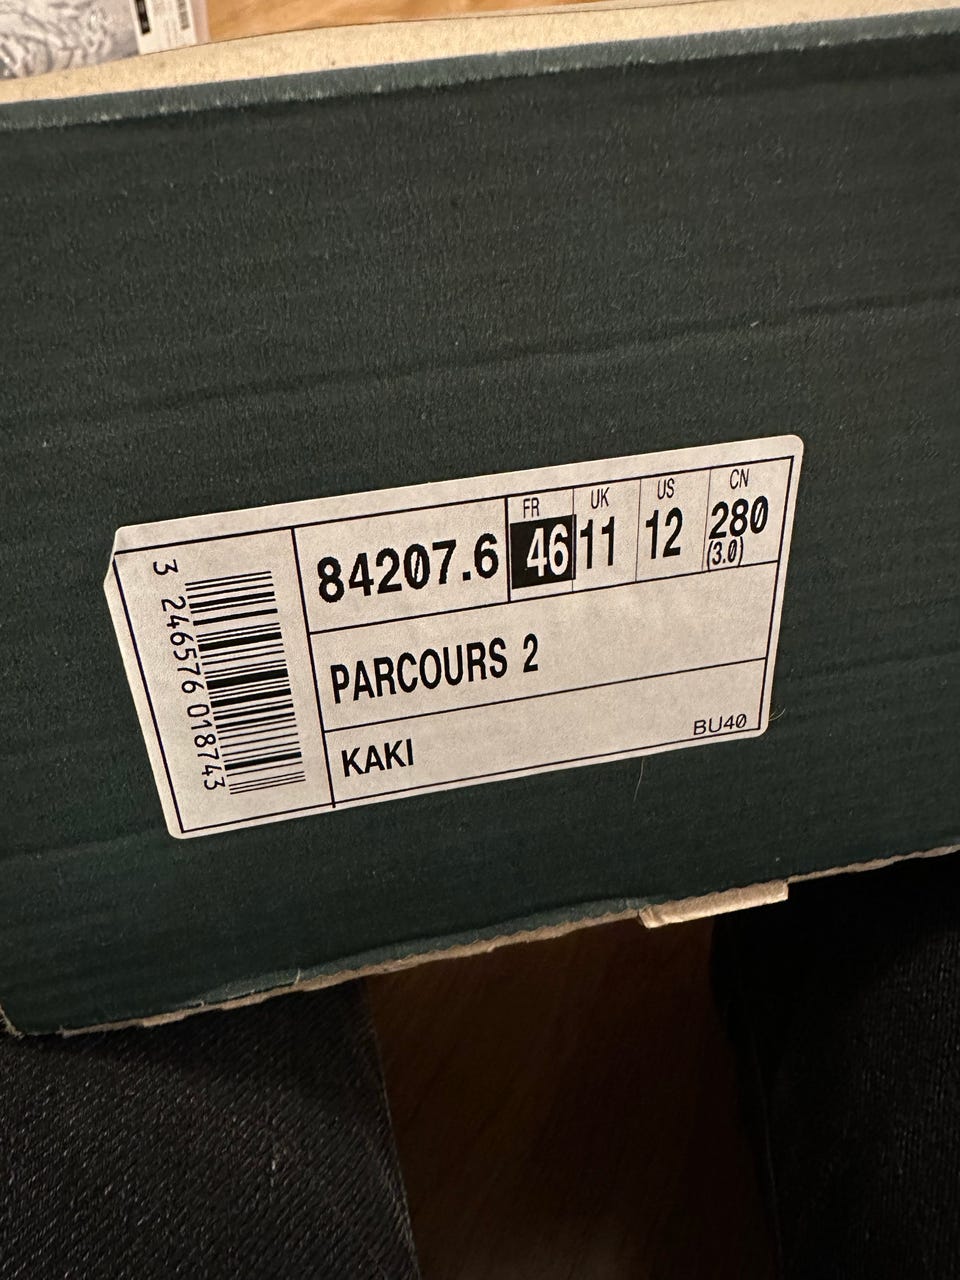 3 246576 018743
84207.6
FR UK US CN
46 11 12 280
(3.0)
PARCOURS 2
KAKI
BU40